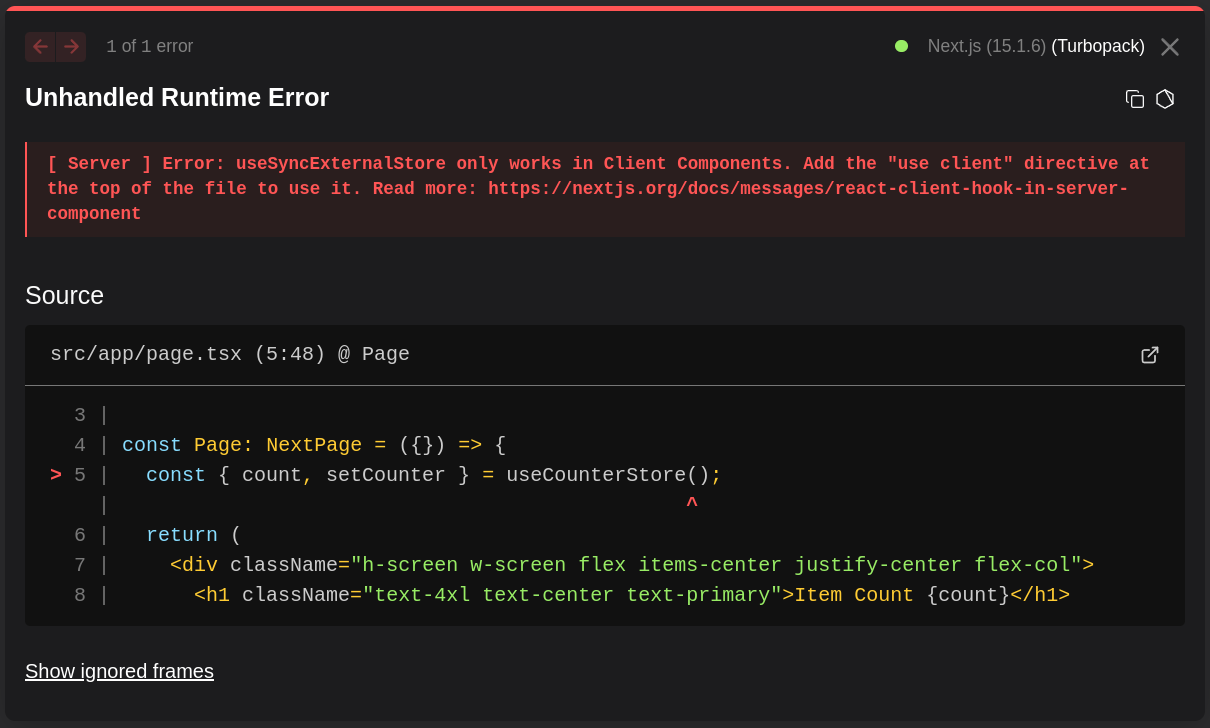 1 of 1 error
Next.js (15.1.6) (Turbopack)
Unhandled Runtime Error
[ Server ] Error: useSyncExternalStore only works in Client Components. Add the "use client" directive at
the top of the file to use it. Read more: https://nextjs.org/docs/messages/react-client-hook-in-server-
component
Source
src/app/page.tsx (5:48) @ Page
3 |
4 | const Page: NextPage = ({}) => {
> 5 |   const { count, setCounter } = useCounterStore();
|                                                ^
6 |   return (
7 |     <div className="h-screen w-screen flex items-center justify-center flex-col">
8 |       <h1 className="text-4xl text-center text-primary">Item Count {count}</h1>
Show ignored frames